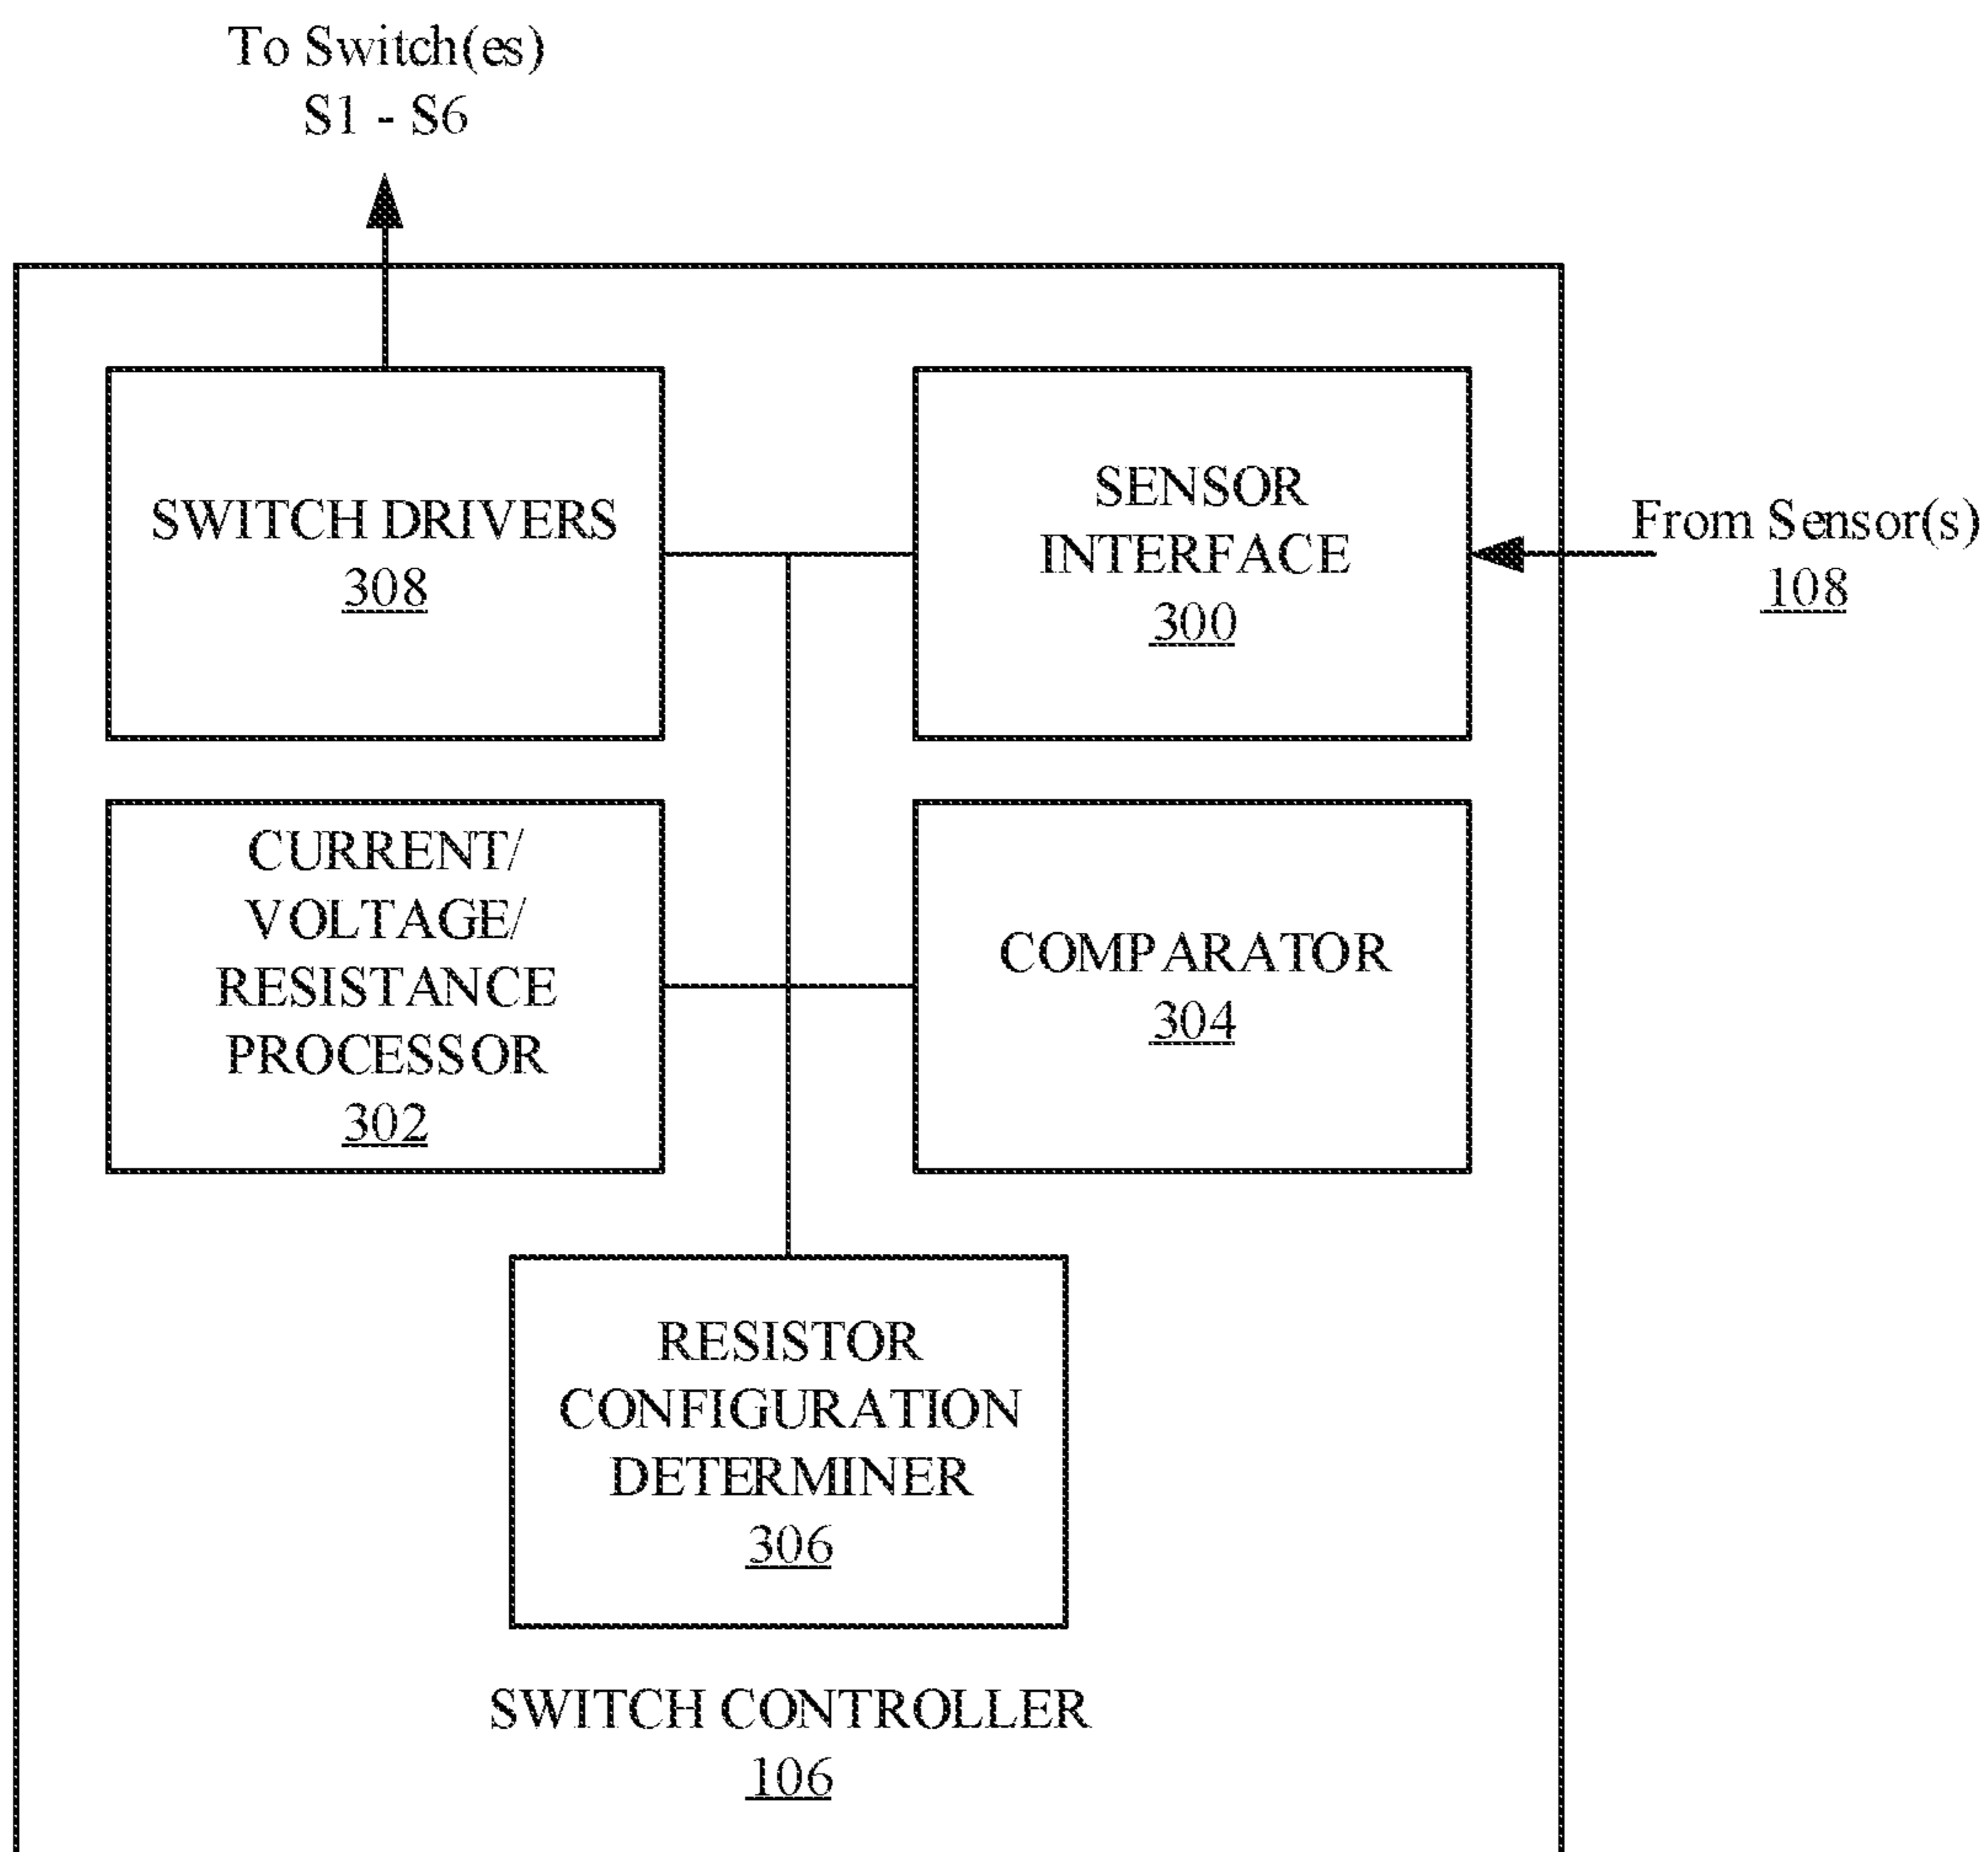 To Switch(es)
S1 - S6
SWITCH DRIVERS
308
SENSOR
INTERFACE
300
From Sensor(s)
108
CURRENT/
VOLTAGE/
RESISTANCE
PROCESSOR
302
COMPARATOR
304
RESISTOR
CONFIGURATION
DETERMINER
306
SWITCH CONTROLLER
106